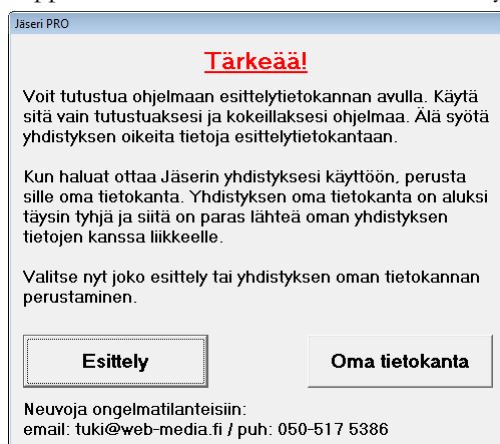 Jäseri PRO
Tärkeää!
Voit tutustua ohjelmaan esittelytietokannan avulla. Käytä
sitä vain tutustuaksesi ja kokeillaksesi ohjelmaa. Älä syötä
yhdistyksen oikeita tietoja esittelytietokantaan.
Kun haluat ottaa Jäserin yhdistyksesi käyttöön, perusta
sille oma tietokanta. Yhdistyksen oma tietokanta on aluksi
täysin tyhjä ja siitä on paras lähteä oman yhdistyksen
tietojen kanssa liikkeelle.
Valitse nyt joko esittely tai yhdistyksen oman tietokannan
perustaminen.
Esittely
Oma tietokanta
Neuvoja ongelmatilanteisiin:
email: tuki@web-media.fi / puh: 050-517 5386